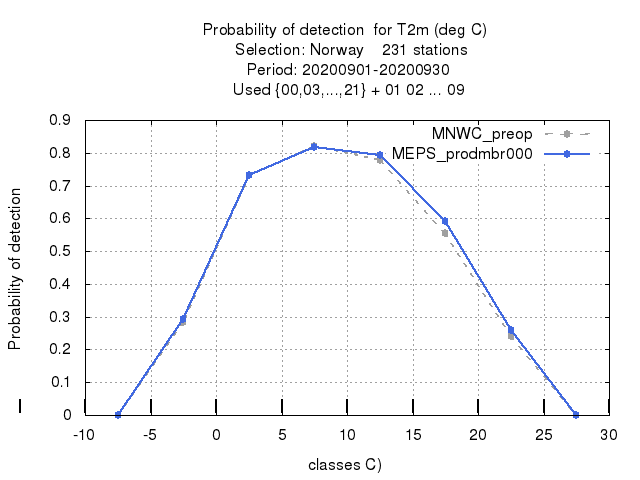 Probability of detection  for T2m (deg C)
Selection: Norway    231 stations
Period: 20200901-20200930
Used {00,03,...,21} + 01 02 ... 09
MNWC_preop
MEPS_prodmbr000
Probability of detection
0.9
0.8
0.7
0.6
0.5
0.4
0.3
0.2
0.1
0
-10 -5 0 5 10 15 20 25 30
classes C)